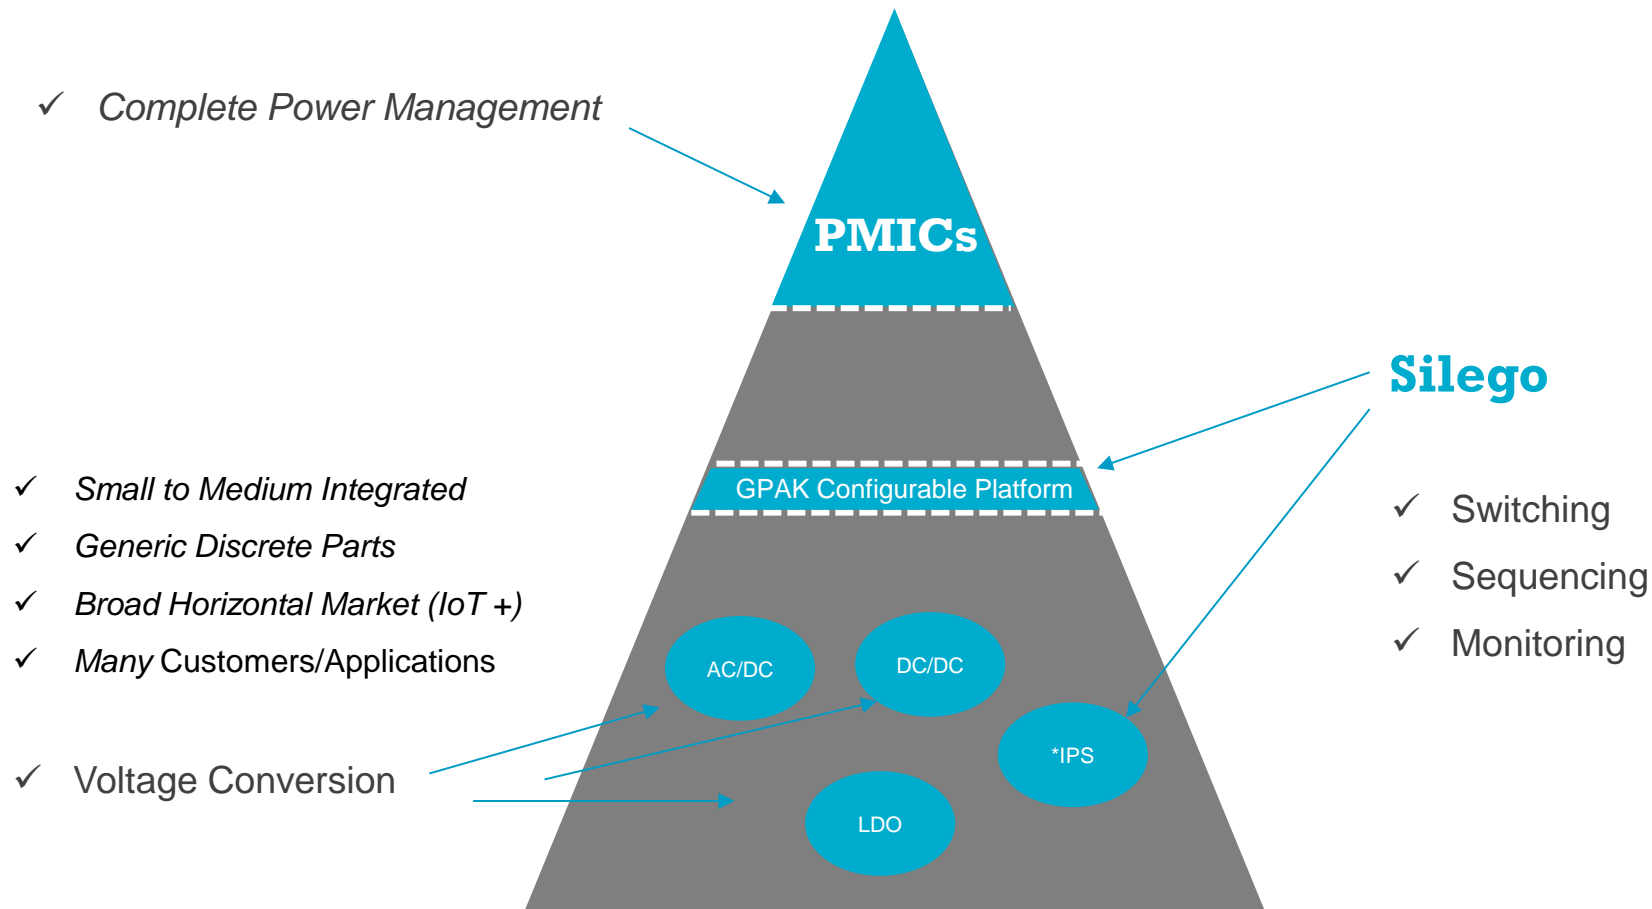 ✓ Complete Power Management
PMICs
Silego
GPAK Configurable Platform
✓ Small to Medium Integrated
✓ Generic Discrete Parts
✓ Broad Horizontal Market (IoT +)
✓ Many Customers/Applications
✓ Switching
✓ Sequencing
✓ Monitoring
AC/DC
DC/DC
*IPS
✓ Voltage Conversion
LDO